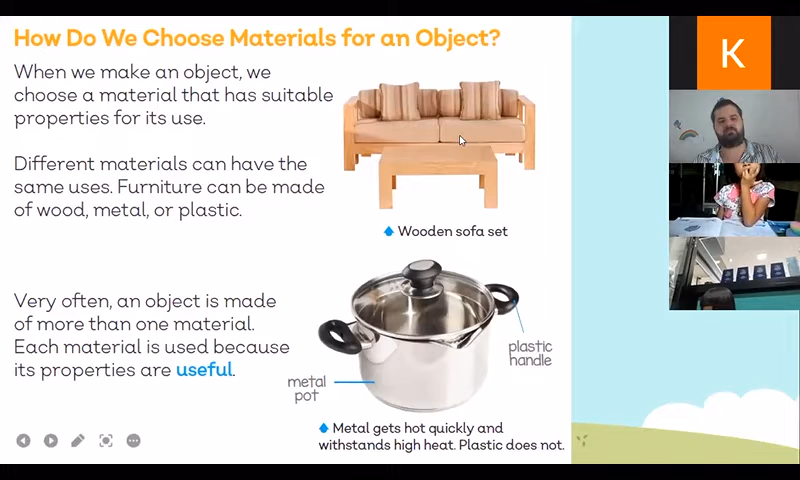 How Do We Choose Materials for an Object?
When we make an object, we
choose a material that has suitable
properties for its use.
Different materials can have the
same uses. Furniture can be made
of wood, metal, or plastic.
Wooden sofa set
Very often, an object is made
of more than one material.
Each material is used because
its properties are useful.
plastic
handle
metal
pot
Metal gets hot quickly and
withstands high heat. Plastic does not.
K